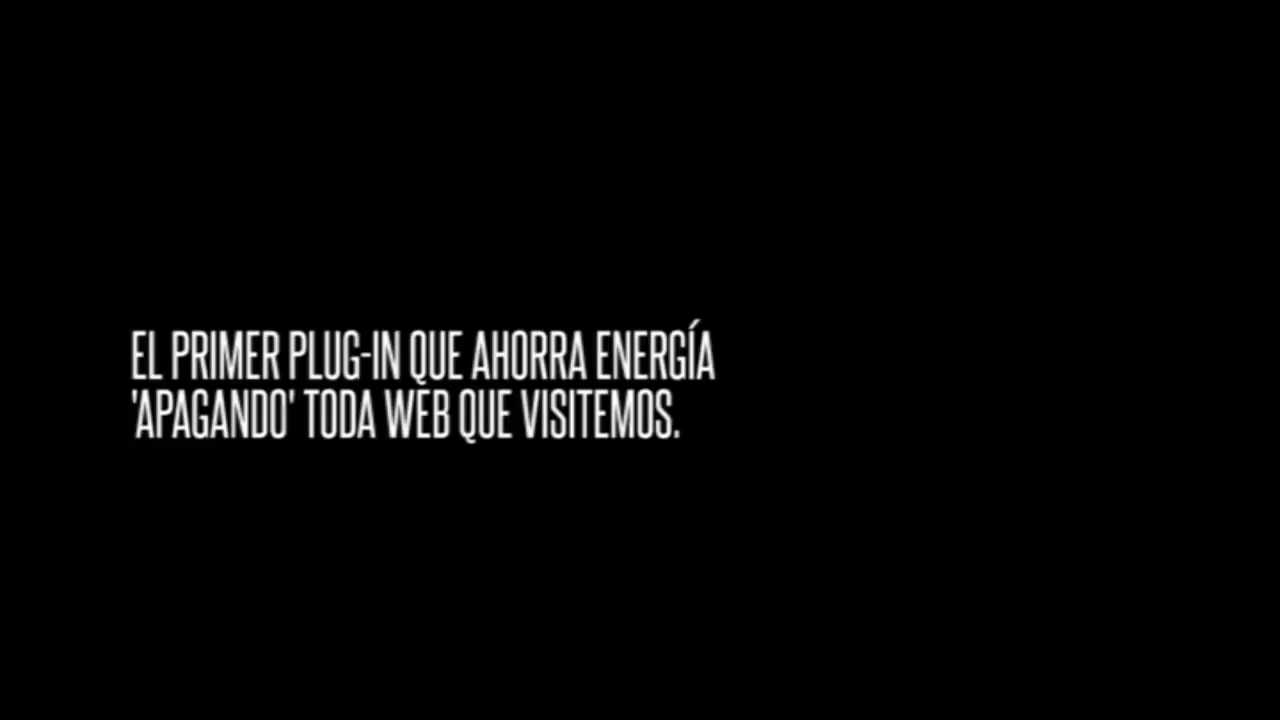 EL PRIMER PLUG-IN QUE AHORRA ENERGÍA
'APAGANDO' TODA WEB QUE VISITEMOS.